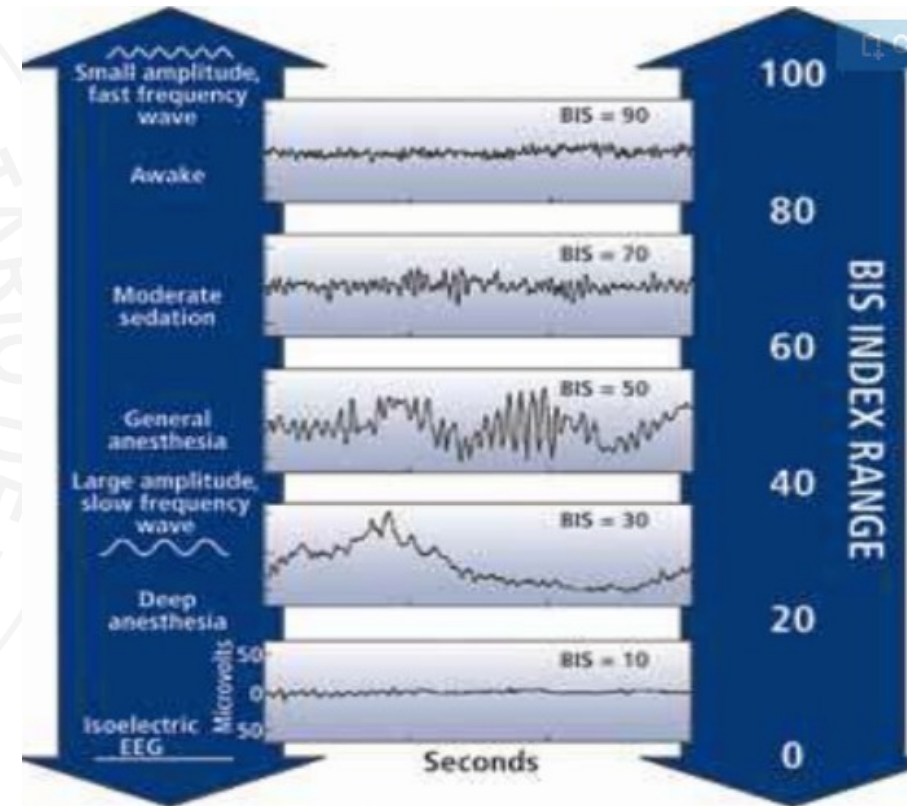 Small amplitude,
fast frequency
wave
Awake
Moderate
sedation
General
anesthesia
Large amplitude,
slow frequency
wave
Deep
anesthesia
Isoelectric
EEG
BIS = 90
BIS = 70
BIS = 50
BIS = 30
BIS = 10
Microvolts
50
0
50
Seconds
100
80
60
40
20
0
BIS INDEX RANGE